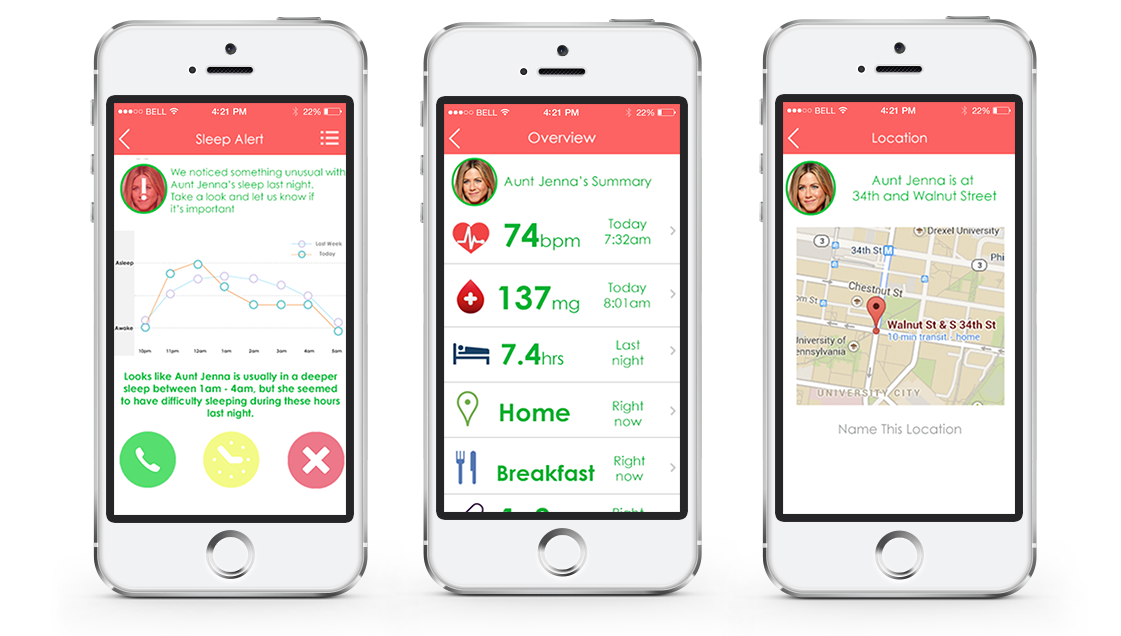 BELL 4:21 PM 22%
Sleep Alert
We noticed something unusual with
Aunt Jenna's sleep last night.
Take a look and let us know if
it's important
Last Week
Today
Asleep
Awake
10pm 11pm 12am 1am 2am 3am 4am 5am
Looks like Aunt Jenna is usually in a deeper
sleep between 1am - 4am, but she seemed
to have difficulty sleeping during these hours
last night.
BELL 4:21 PM 22%
Overview
Aunt Jenna's Summary
74bpm
Today
7:32am
137mg
Today
8:01am
7.4hrs
Last
night
Home
Right
now
Breakfast
Right
now
Right
BELL 4:21 PM 22%
Location
Aunt Jenna is at
34th and Walnut Street
Drexel University
3
34th St M
3
Phi
Chestnut St
om St
Walnut St & S 34th St
10 min transit - home
niversity of
ennsylvania
UNIVERSITY CITY
Name This Location